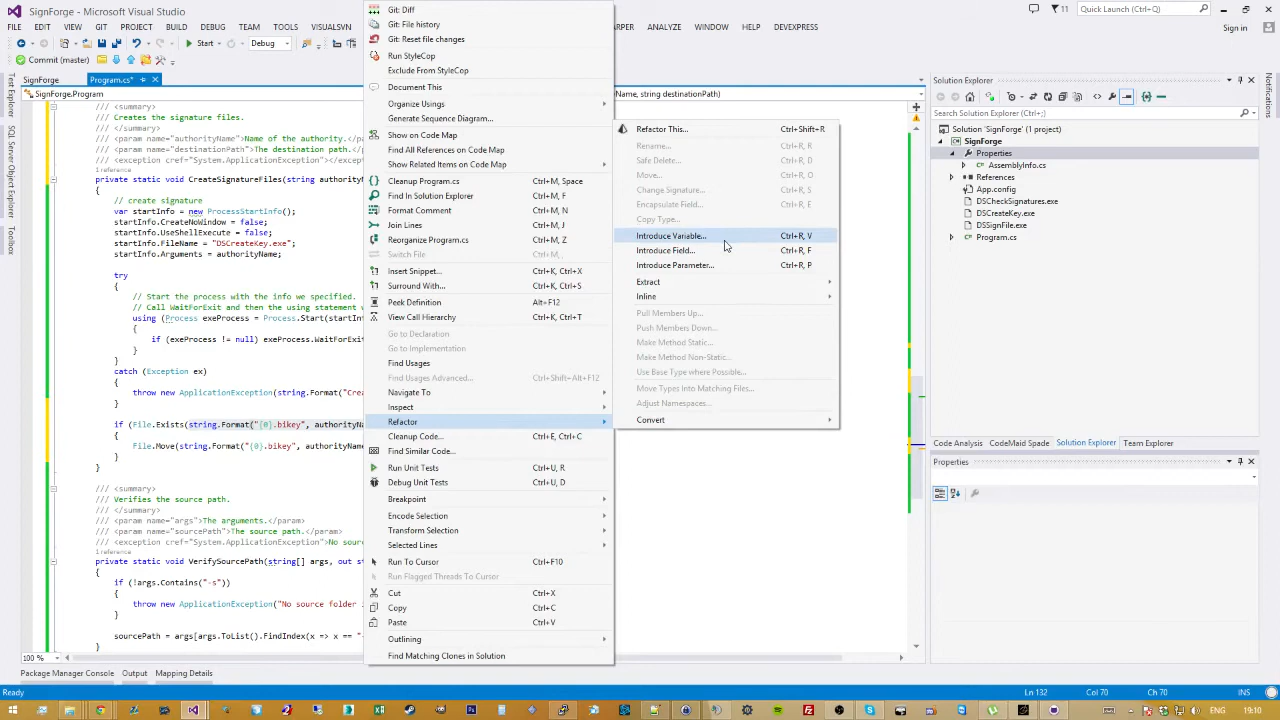 SignForge - Microsoft Visual Studio
11
Quick Launch (Ctrl+;)
FILE EDIT VIEW GIT BUILD DEBUG TEAM TOOLS VISUALSVN
ANALYZE WINDOW HELP DEVEXPRESS
Sign in
Start
Debug
Commit (master)
Test Explorer
SQL Server Object Explorer
Toolbox
Notifications
SignForge
Program.cs*
SignForge.Program
Name, string destinationPath)
/// <summary>
/// Creates the signature files.
/// </summary>
/// <param name="authorityName">Name of the authority.</
/// <param name="destinationPath">The destination path.<
/// <exception cref="System.ApplicationException"></excep
1 reference
private static void CreateSignatureFiles(string authorit
{
// create signature
var startInfo = new ProcessStartInfo();
startInfo.CreateNoWindow = false;
startInfo.UseShellExecute = false;
startInfo.FileName = "DSCreateKey.exe";
startInfo.Arguments = authorityName;
try
{
// Start the process with the info we specified.
// Call WaitForExit and then the using statement w
using (Process exeProcess = Process.Start(startIn
{
if (exeProcess != null) exeProcess.WaitForExit
}
}
catch (Exception ex)
{
throw new ApplicationException(string.Format("Cre
}
if (File.Exists(string.Format("{0}.bikey", authorityNa
{
File.Move(string.Format("{0}.bikey", authorityName
}
}
/// <summary>
/// Verifies the source path.
/// </summary>
/// <param name="args">The arguments.</param>
/// <param name="sourcePath">The source path.</param>
/// <exception cref="System.ApplicationException">No sour
1 reference
private static void VerifySourcePath(string[] args, out s
{
if (!args.Contains("-s"))
{
throw new ApplicationException("No source folder
}
sourcePath = args[args.ToList().FindIndex(x => x == "
}
100 %
Git: Diff
Git: File history
Git: Reset file changes
Run StyleCop
Exclude From StyleCop
Document This
Organize Usings
Generate Sequence Diagram...
Show on Code Map
Find All References on Code Map
Show Related Items on Code Map
Cleanup Program.cs Ctrl+M, Space
Find In Solution Explorer Ctrl+M, F
Format Comment Ctrl+M, N
Join Lines Ctrl+M, J
Reorganize Program.cs Ctrl+M, Z
Switch File Ctrl+M, /
Insert Snippet... Ctrl+K, Ctrl+X
Surround With... Ctrl+K, Ctrl+S
Peek Definition Alt+F12
View Call Hierarchy Ctrl+K, Ctrl+T
Go to Declaration
Go to Implementation
Find Usages
Find Usages Advanced... Ctrl+Shift+Alt+F12
Navigate To
Inspect
Refactor
Cleanup Code... Ctrl+E, Ctrl+C
Find Similar Code...
Run Unit Tests Ctrl+U, R
Debug Unit Tests Ctrl+U, D
Breakpoint
Encode Selection
Transform Selection
Selected Lines
Run To Cursor Ctrl+F10
Run Flagged Threads To Cursor
Cut Ctrl+X
Copy Ctrl+C
Paste Ctrl+V
Outlining
Find Matching Clones in Solution
Refactor This... Ctrl+Shift+R
Rename... Ctrl+R, R
Safe Delete... Ctrl+R, D
Move... Ctrl+R, O
Change Signature... Ctrl+R, S
Encapsulate Field... Ctrl+R, E
Copy Type...
Introduce Variable... Ctrl+R, V
Introduce Field... Ctrl+R, F
Introduce Parameter... Ctrl+R, P
Extract
Inline
Pull Members Up...
Push Members Down...
Make Method Static...
Make Method Non-Static...
Use Base Type where Possible...
Move Types Into Matching Files...
Adjust Namespaces...
Convert
Solution Explorer
Search Solution Explorer (Ctrl+;)
Solution 'SignForge' (1 project)
SignForge
Properties
AssemblyInfo.cs
References
App.config
DSCheckSignatures.exe
DSCreateKey.exe
DSSignFile.exe
Program.cs
Code Analysis CodeMaid Spade Solution Explorer Team Explorer
Properties
Package Manager Console Output Mapping Details
Ready
Ln 132 Col 70 Ch 70 INS
ENG 19:10